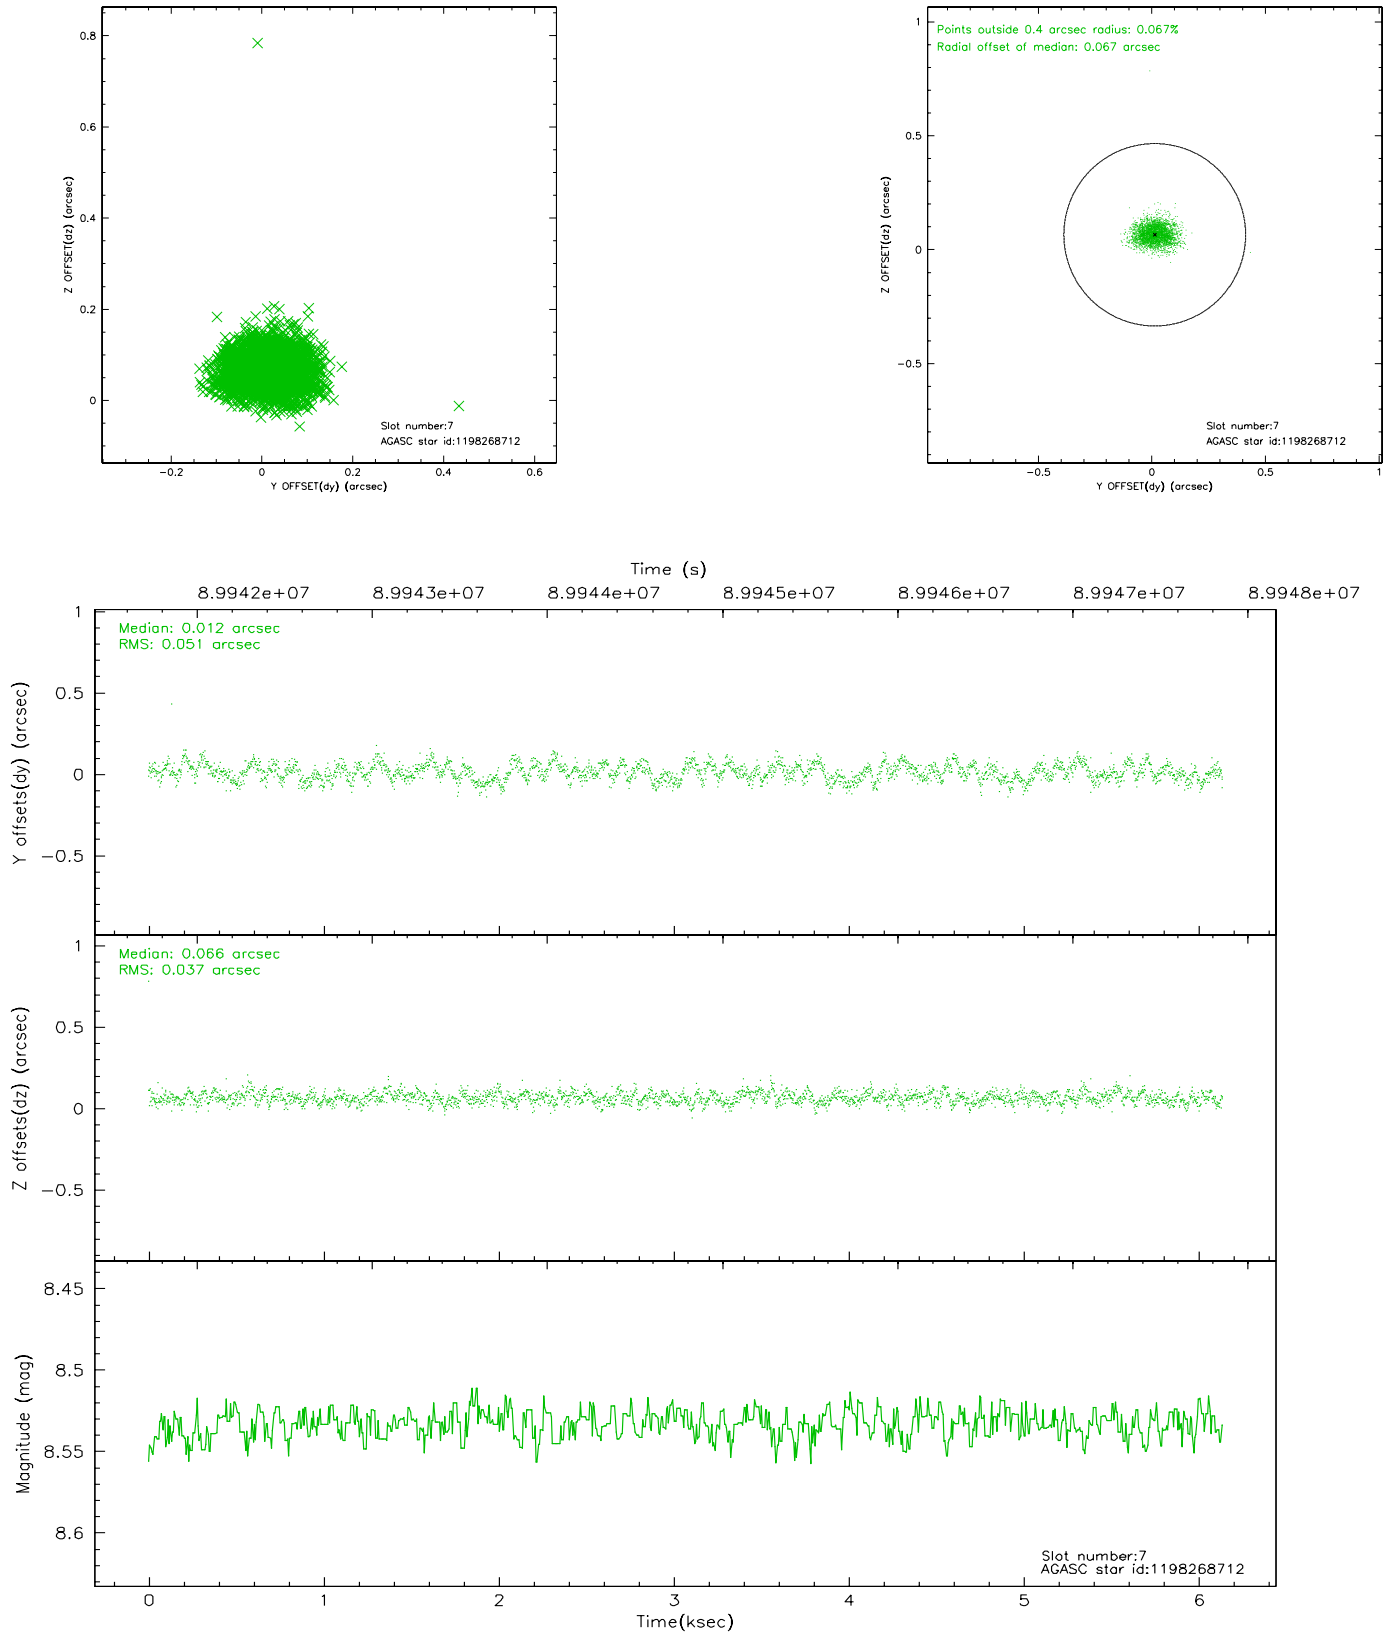 0.8
0.6
0.4
0.2
0
Z OFFSET(dz) (arcsec)
Slot number:7
AGASC star id:1198268712
−0.2 0 0.2 0.4 0.6
Y OFFSET(dy) (arcsec)
1
0.5
0
−0.5
Z OFFSET(dz) (arcsec)
Points outside 0.4 arcsec radius: 0.067%
Radial offset of median: 0.067 arcsec
Slot number:7
AGASC star id:1198268712
−0.5 0 0.5 1
Y OFFSET(dy) (arcsec)
Time (s)
8.9942e+07 8.9943e+07 8.9944e+07 8.9945e+07 8.9946e+07 8.9947e+07 8.9948e+07
Median: 0.012 arcsec
RMS: 0.051 arcsec
1
0.5
0
−0.5
Y offsets(dy) (arcsec)
Median: 0.066 arcsec
RMS: 0.037 arcsec
1
0.5
0
−0.5
Z offsets(dz) (arcsec)
8.45
8.5
8.55
8.6
Magnitude (mag)
Slot number:7
AGASC star id:1198268712
0 1 2 3 4 5 6
Time(ksec)